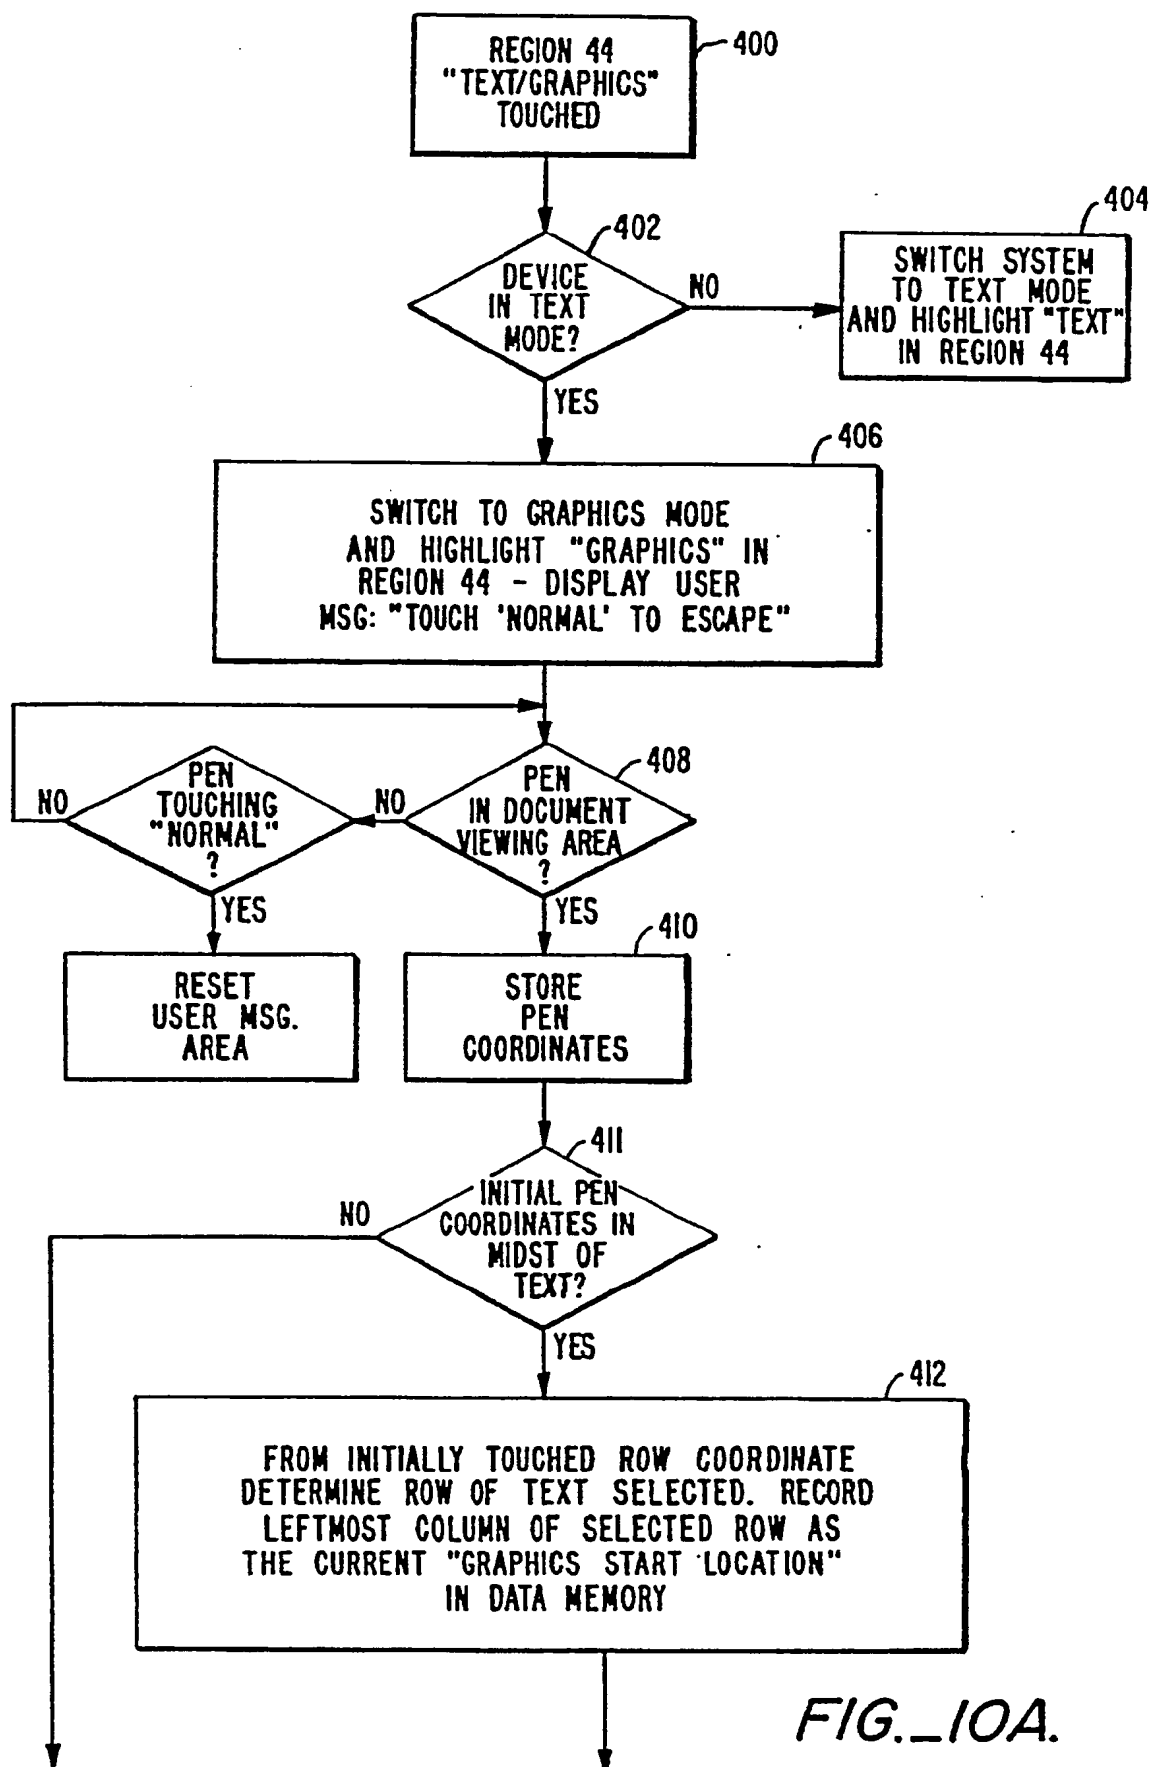 REGION 44
"TEXT/GRAPHICS"
TOUCHED
400
402
DEVICE
IN TEXT
MODE?
NO
404
SWITCH SYSTEM
TO TEXT MODE
AND HIGHLIGHT "TEXT"
IN REGION 44
YES
406
SWITCH TO GRAPHICS MODE
AND HIGHLIGHT "GRAPHICS" IN
REGION 44 - DISPLAY USER
MSG: "TOUCH 'NORMAL' TO ESCAPE"
408
PEN
IN DOCUMENT
VIEWING AREA
?
NO
PEN
TOUCHING
"NORMAL"
?
NO
YES
RESET
USER MSG.
AREA
YES
410
STORE
PEN
COORDINATES
411
INITIAL PEN
COORDINATES IN
MIDST OF
TEXT?
NO
YES
412
FROM INITIALLY TOUCHED ROW COORDINATE
DETERMINE ROW OF TEXT SELECTED. RECORD
LEFTMOST COLUMN OF SELECTED ROW AS
THE CURRENT "GRAPHICS START LOCATION"
IN DATA MEMORY
FIG._10A.